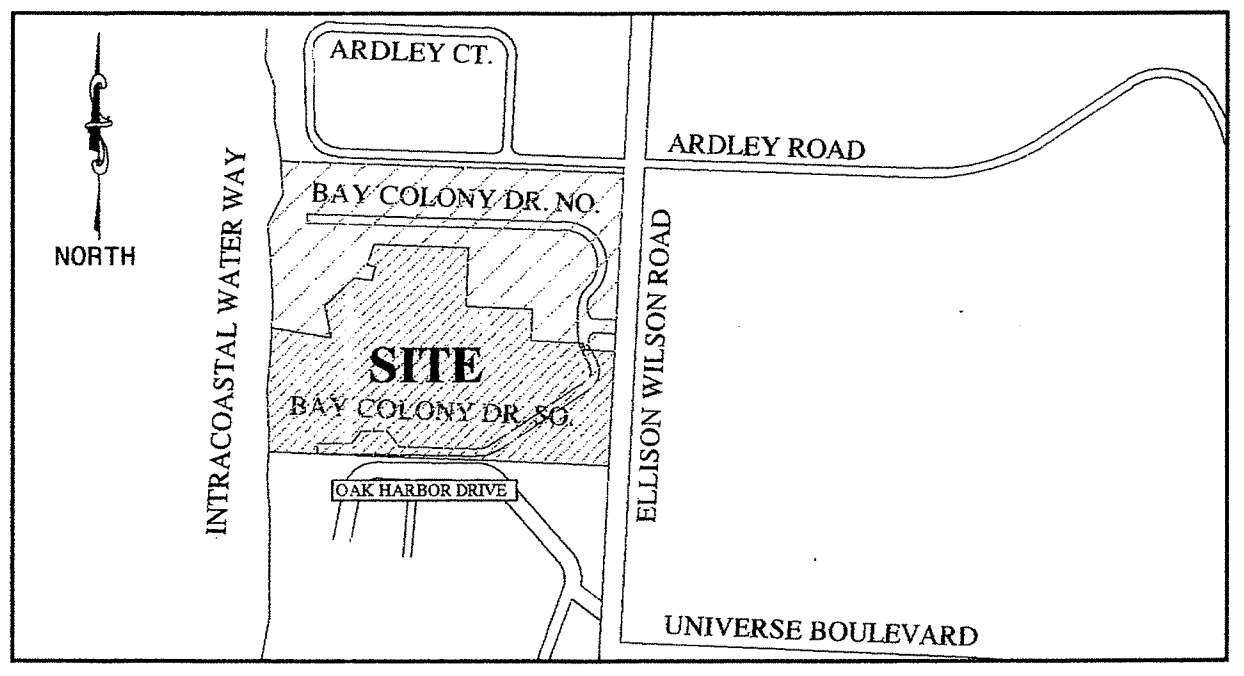 ARDLEY CT.
ARDLEY ROAD
BAY COLONY DR. NO.
NORTH
INTRACOASTAL WATER WAY
ELLISON WILSON ROAD
SITE
BAY COLONY DR. SO.
OAK HARBOR DRIVE
UNIVERSE BOULEVARD